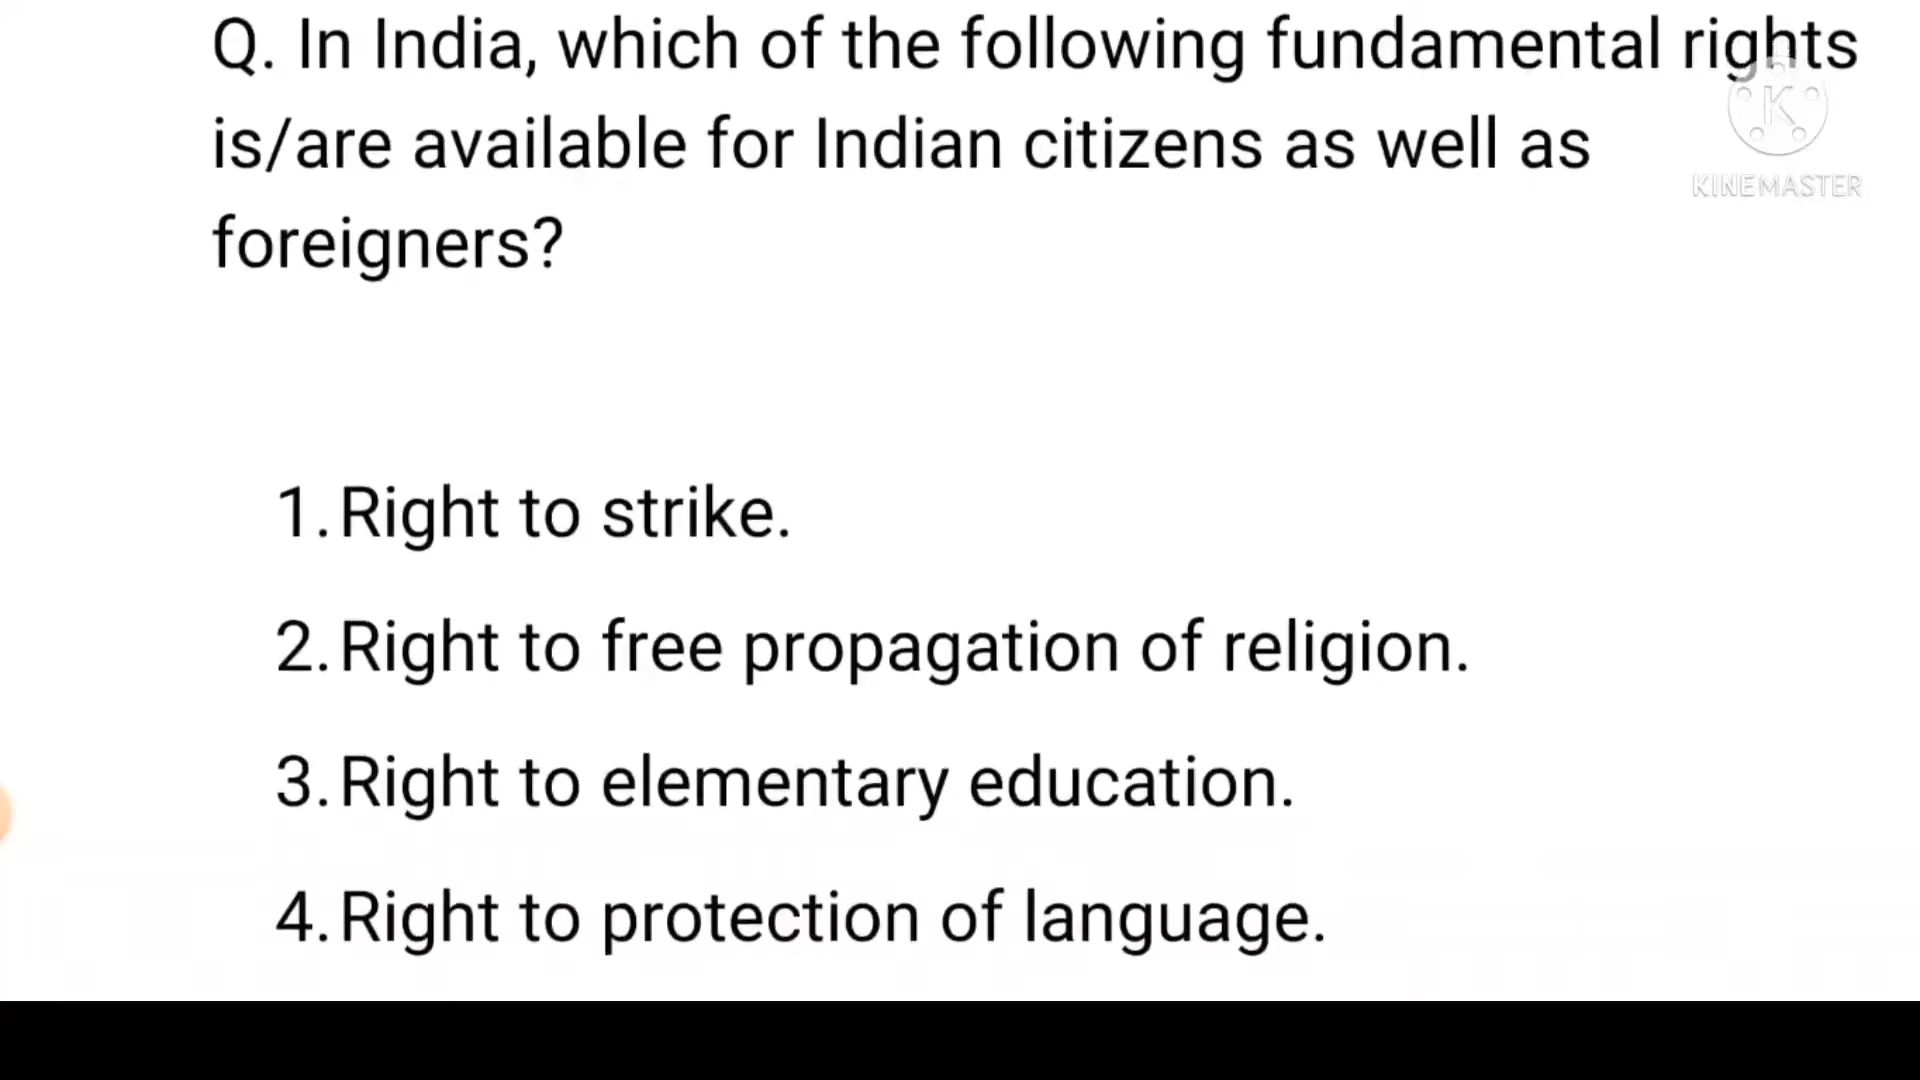 Q. In India, which of the following fundamental rights
is/are available for Indian citizens as well as
foreigners?
K
KINEMASTER
1. Right to strike.
2. Right to free propagation of religion.
3. Right to elementary education.
4. Right to protection of language.